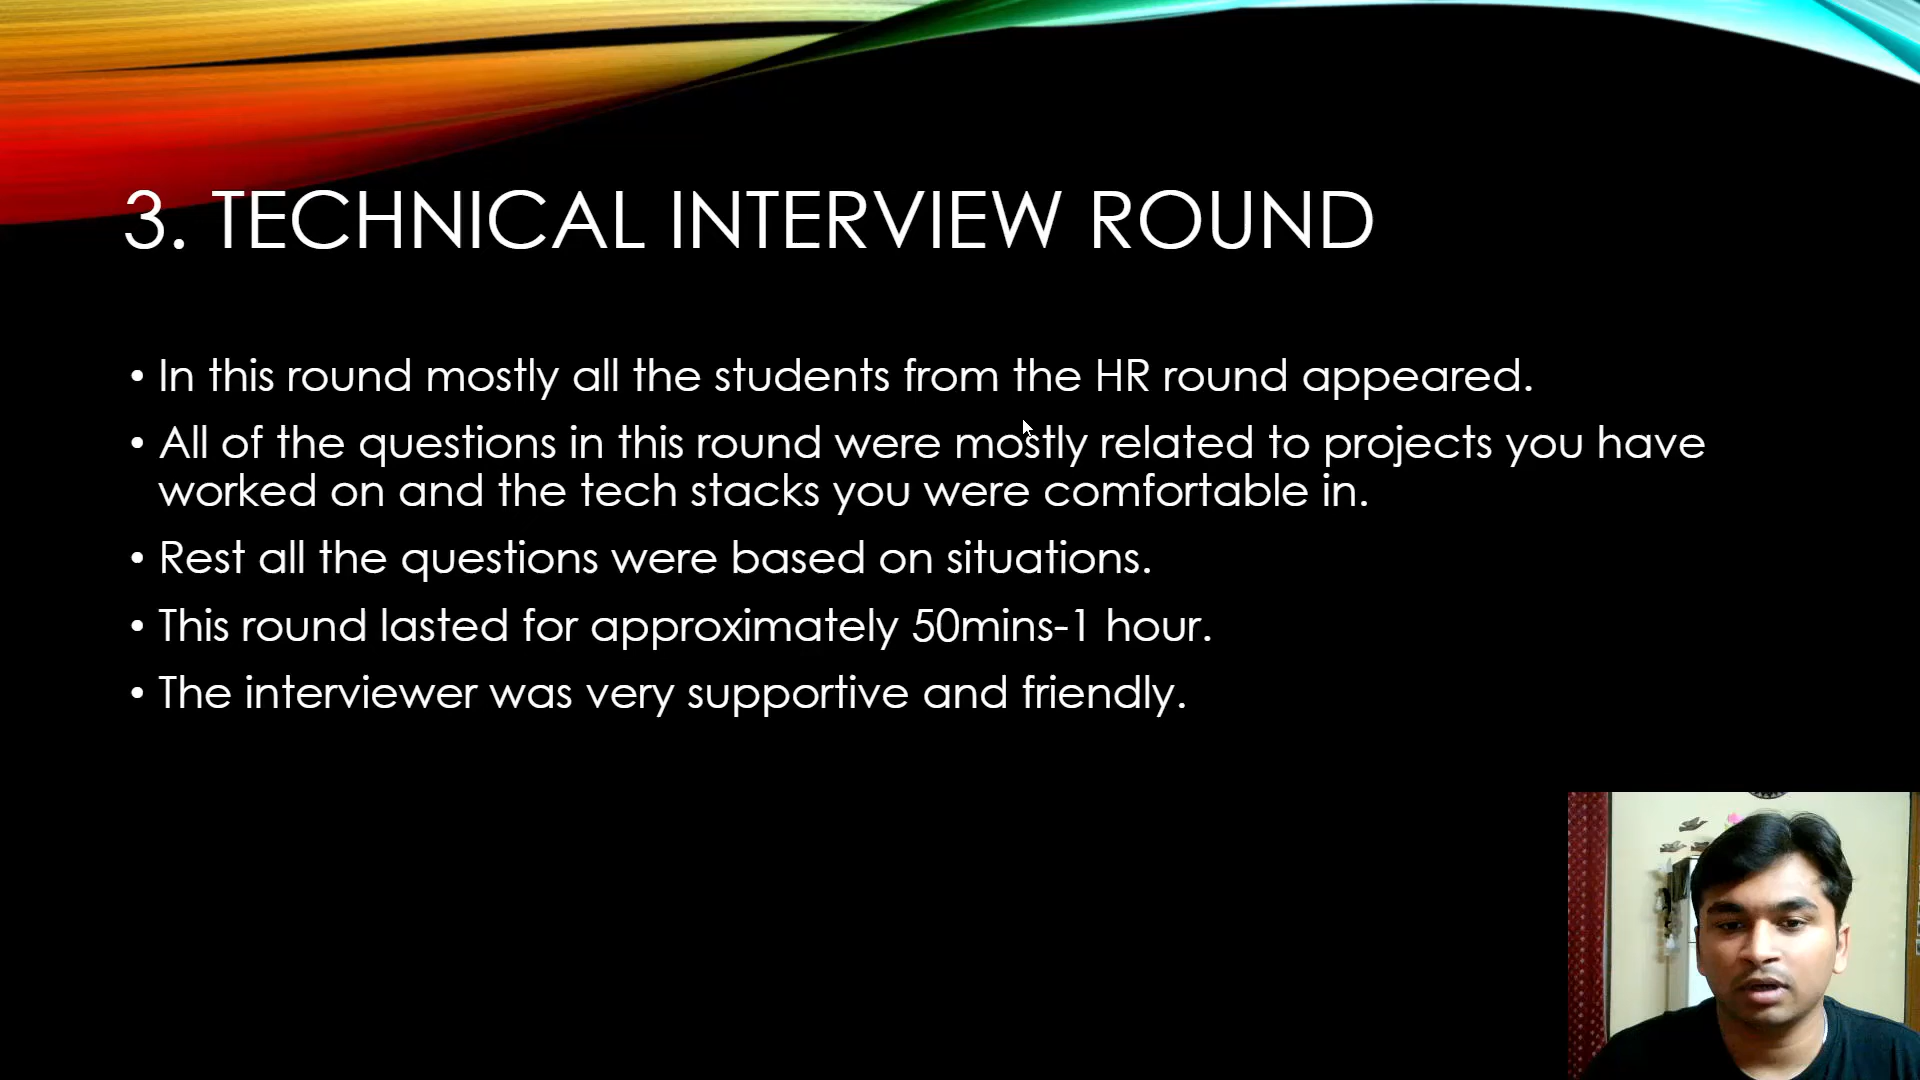 3. TECHNICAL INTERVIEW ROUND
• In this round mostly all the students from the HR round appeared.
• All of the questions in this round were mostly related to projects you have
worked on and the tech stacks you were comfortable in.
• Rest all the questions were based on situations.
• This round lasted for approximately 50mins-1 hour.
• The interviewer was very supportive and friendly.